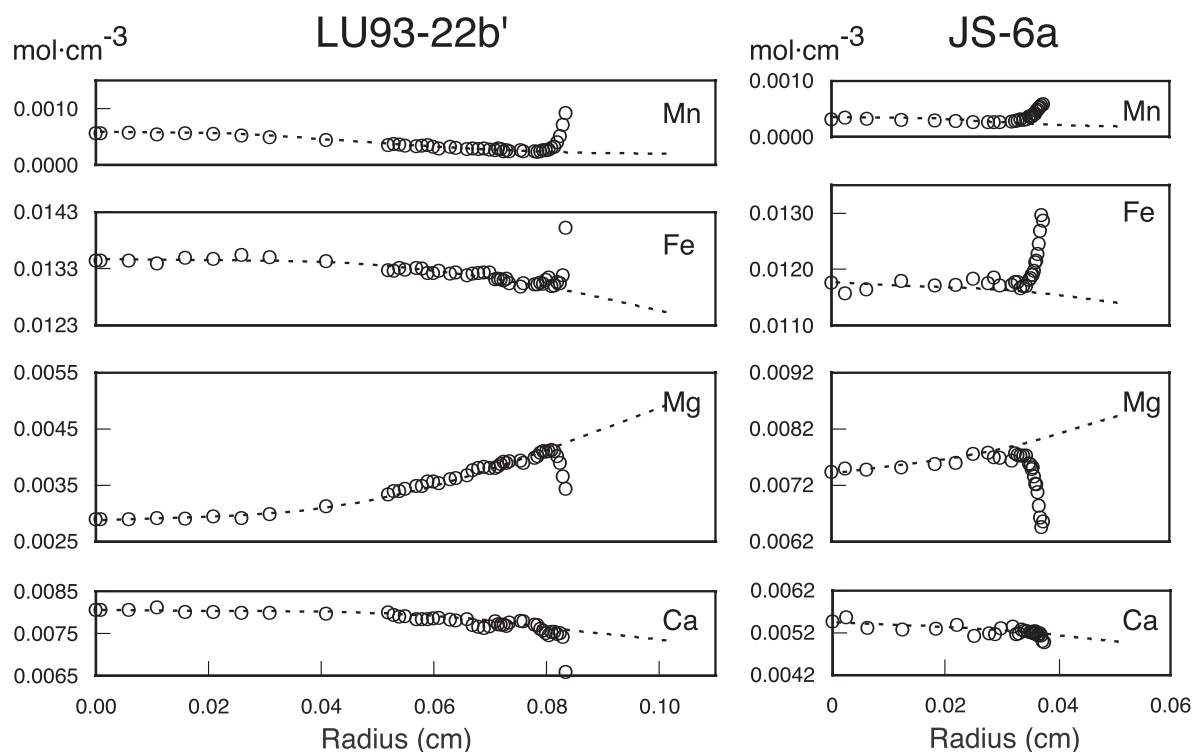 LU93-22b'
JS-6a
mol·cm-3
mol·cm-3
0.0010
0.0000
Mn
0.0010
0.0000
Mn
0.0143
0.0133
0.0123
Fe
0.0130
0.0120
0.0110
Fe
0.0055
0.0045
0.0035
0.0025
Mg
0.0092
0.0082
0.0072
0.0062
Mg
0.0085
0.0075
0.0065
Ca
0.0062
0.0052
0.0042
Ca
0.00 0.02 0.04 0.06 0.08 0.10
0 0.02 0.04 0.06
Radius (cm)
Radius (cm)